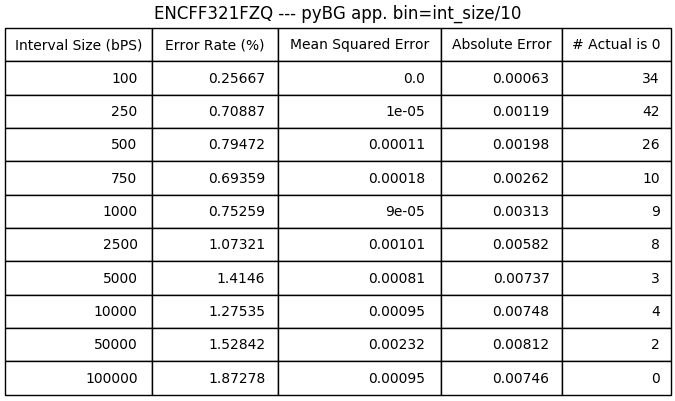 ENCFF321FZQ --- pyBG app. bin=int_size/10
Interval Size (bPS) Error Rate (%) Mean Squared Error Absolute Error # Actual is 0
100 0.25667 0.0 0.00063 34
250 0.70887 1e-05 0.00119 42
500 0.79472 0.00011 0.00198 26
750 0.69359 0.00018 0.00262 10
1000 0.75259 9e-05 0.00313 9
2500 1.07321 0.00101 0.00582 8
5000 1.4146 0.00081 0.00737 3
10000 1.27535 0.00095 0.00748 4
50000 1.52842 0.00232 0.00812 2
100000 1.87278 0.00095 0.00746 0